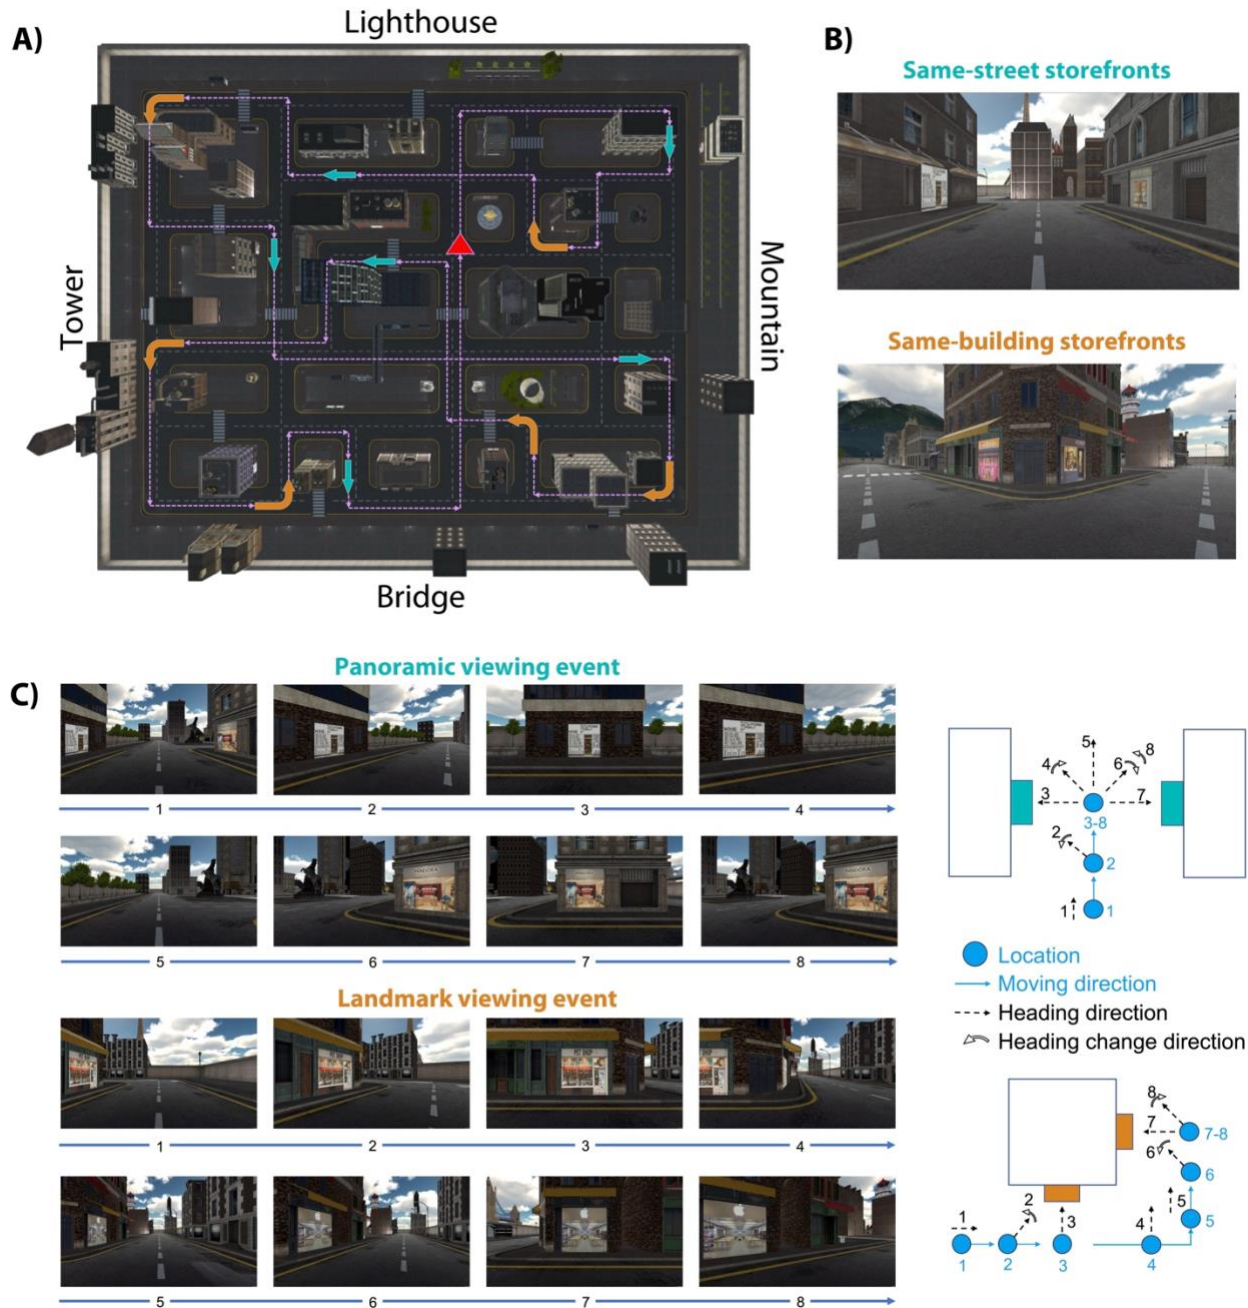 A)
Lighthouse
Tower
Mountain
Bridge
B)
Same-street storefronts
Same-building storefronts
C)
Panoramic viewing event
1 2 3 4
5 6 7 8
Landmark viewing event
1 2 3 4
5 6 7 8
5
4 6 8
3 7
3-8
2
2
1 1
Location
Moving direction
Heading direction
Heading change direction
8
7 7-8
6
6
2
1 3 4 5 5
1 2 3 4